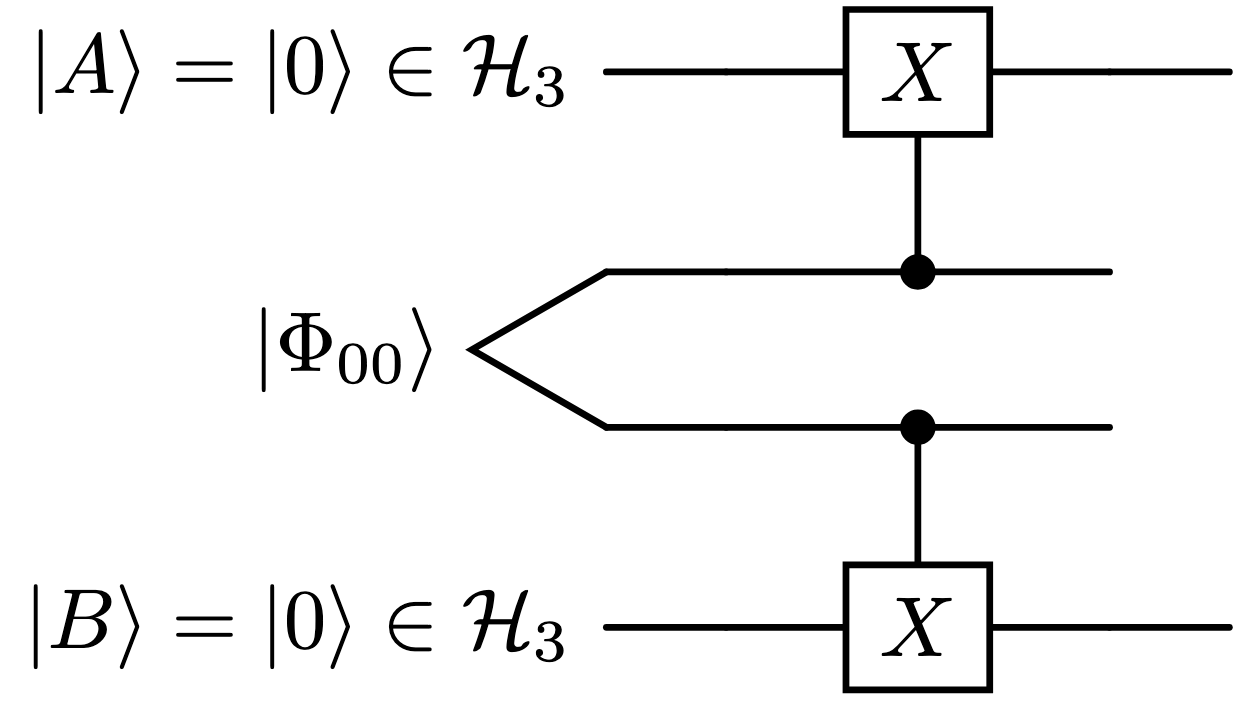 |A⟩ = |0⟩ ∈ ℋ₃
X
|Φ₀₀⟩
|B⟩ = |0⟩ ∈ ℋ₃
X